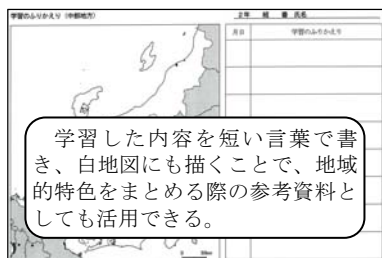 学習のふりかえり（中部地方）
２年　組　番　氏名
月日
学習のふりかえり
学習した内容を短い言葉で書
き、白地図にも描くことで、地域
的特色をまとめる際の参考資料と
しても活用できる。